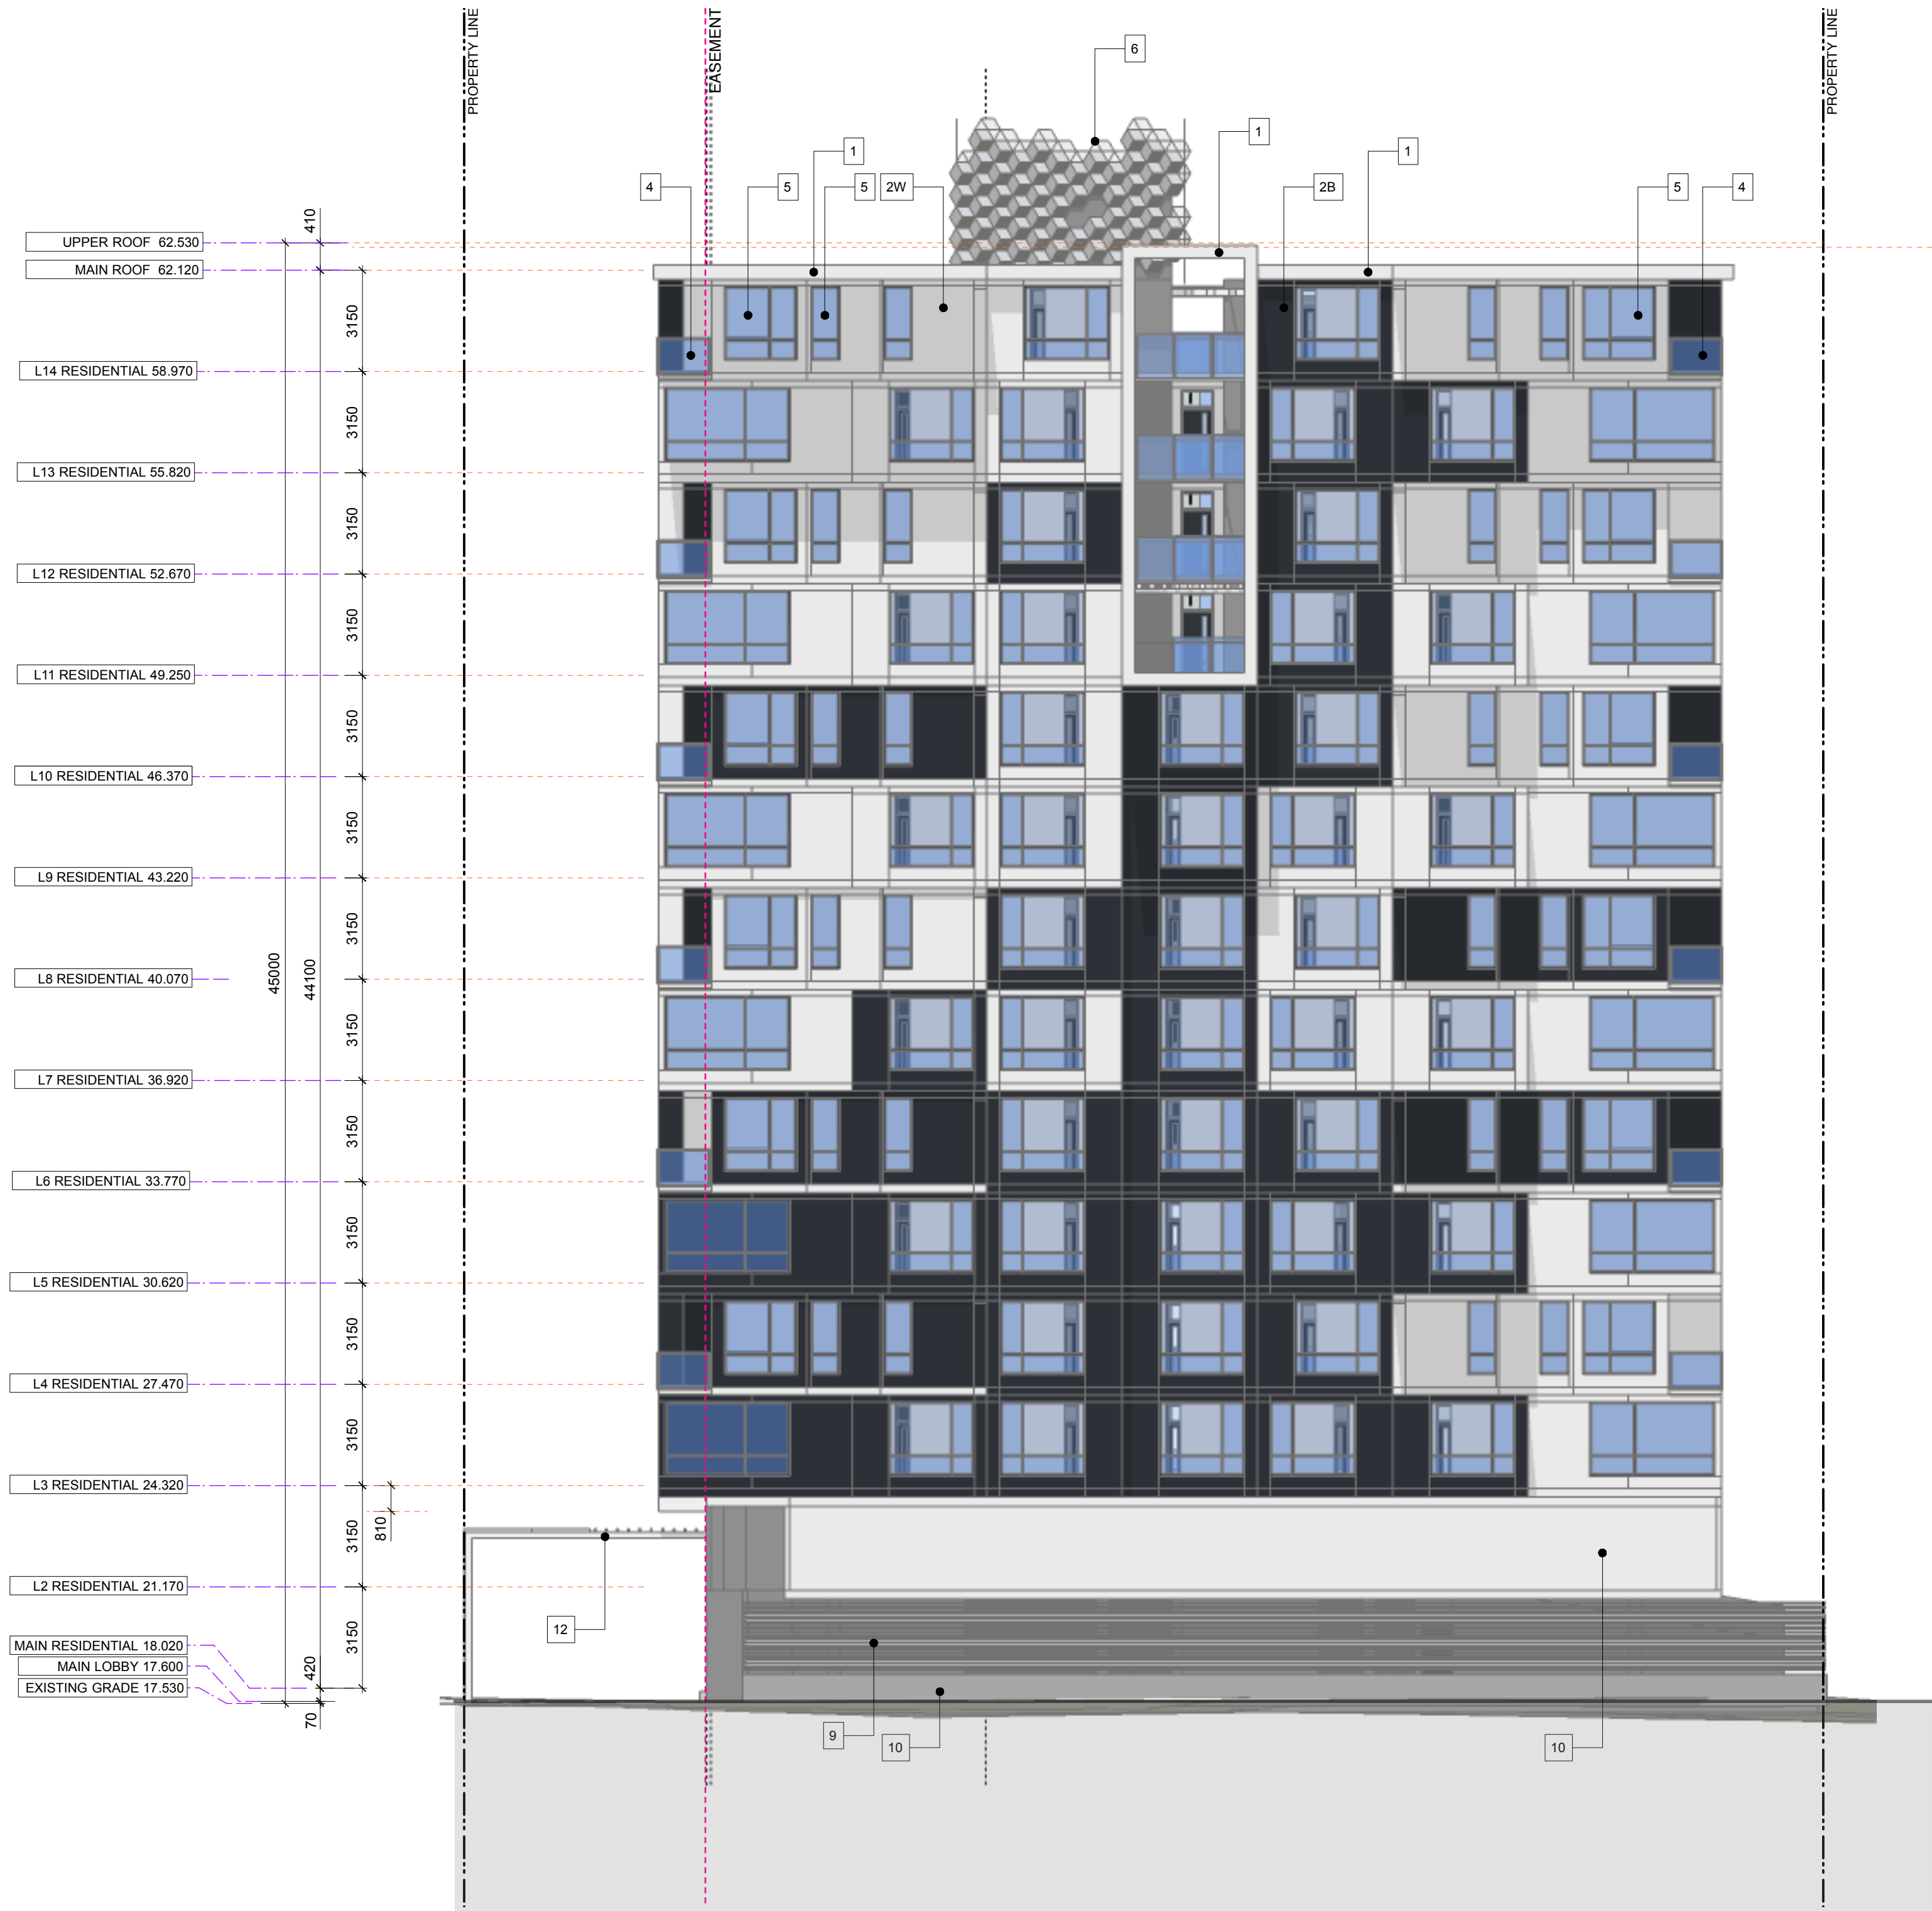 PROPERTY LINE
EASEMENT
PROPERTY LINE
6
1
1
1
4
5
5
2W
2B
5
4
410
UPPER ROOF 62.530
MAIN ROOF 62.120
3150
L14 RESIDENTIAL 58.970
3150
L13 RESIDENTIAL 55.820
3150
L12 RESIDENTIAL 52.670
3150
L11 RESIDENTIAL 49.250
3150
L10 RESIDENTIAL 46.370
3150
L9 RESIDENTIAL 43.220
3150
45000
44100
L8 RESIDENTIAL 40.070
3150
L7 RESIDENTIAL 36.920
3150
L6 RESIDENTIAL 33.770
3150
L5 RESIDENTIAL 30.620
3150
L4 RESIDENTIAL 27.470
3150
L3 RESIDENTIAL 24.320
810
3150
L2 RESIDENTIAL 21.170
12
3150
MAIN RESIDENTIAL 18.020
MAIN LOBBY 17.600
420
EXISTING GRADE 17.530
70
9
10
10